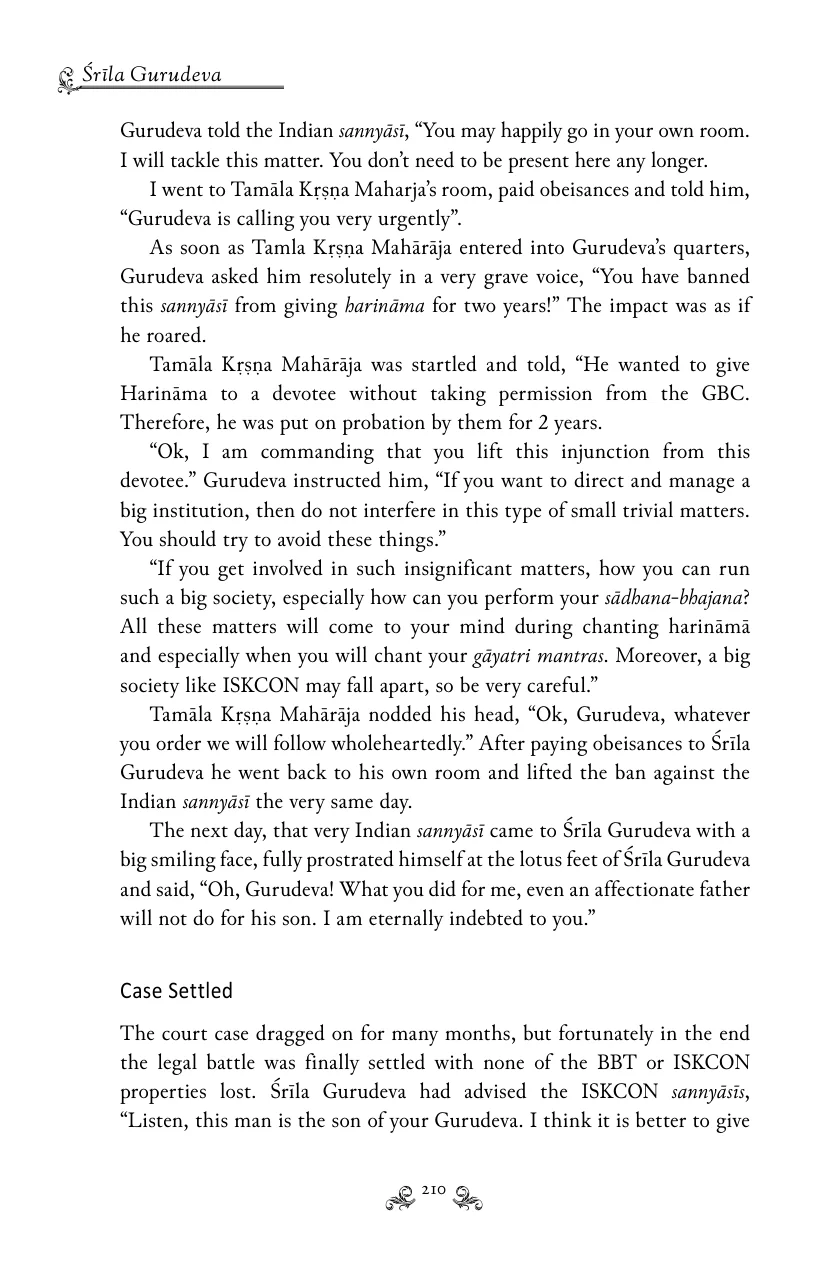 Śrīla Gurudeva
Gurudeva told the Indian sannyāsī, “You may happily go in your own room.
I will tackle this matter. You don’t need to be present here any longer.
I went to Tamāla Kṛṣṇa Maharja’s room, paid obeisances and told him,
“Gurudeva is calling you very urgently”.
As soon as Tamla Kṛṣṇa Mahārāja entered into Gurudeva’s quarters,
Gurudeva asked him resolutely in a very grave voice, “You have banned
this sannyāsī from giving harināma for two years!” The impact was as if
he roared.
Tamāla Kṛṣṇa Mahārāja was startled and told, “He wanted to give
Harināma to a devotee without taking permission from the GBC.
Therefore, he was put on probation by them for 2 years.
“Ok, I am commanding that you lift this injunction from this
devotee.” Gurudeva instructed him, “If you want to direct and manage a
big institution, then do not interfere in this type of small trivial matters.
You should try to avoid these things.”
“If you get involved in such insignificant matters, how you can run
such a big society, especially how can you perform your sādhana-bhajana?
All these matters will come to your mind during chanting harināmā
and especially when you will chant your gāyatri mantras. Moreover, a big
society like ISKCON may fall apart, so be very careful.”
Tamāla Kṛṣṇa Mahārāja nodded his head, “Ok, Gurudeva, whatever
you order we will follow wholeheartedly.” After paying obeisances to Śrīla
Gurudeva he went back to his own room and lifted the ban against the
Indian sannyāsī the very same day.
The next day, that very Indian sannyāsī came to Śrīla Gurudeva with a
big smiling face, fully prostrated himself at the lotus feet of Śrīla Gurudeva
and said, “Oh, Gurudeva! What you did for me, even an affectionate father
will not do for his son. I am eternally indebted to you.”
Case Settled
The court case dragged on for many months, but fortunately in the end
the legal battle was finally settled with none of the BBT or ISKCON
properties lost. Śrīla Gurudeva had advised the ISKCON sannyāsīs,
“Listen, this man is the son of your Gurudeva. I think it is better to give
210